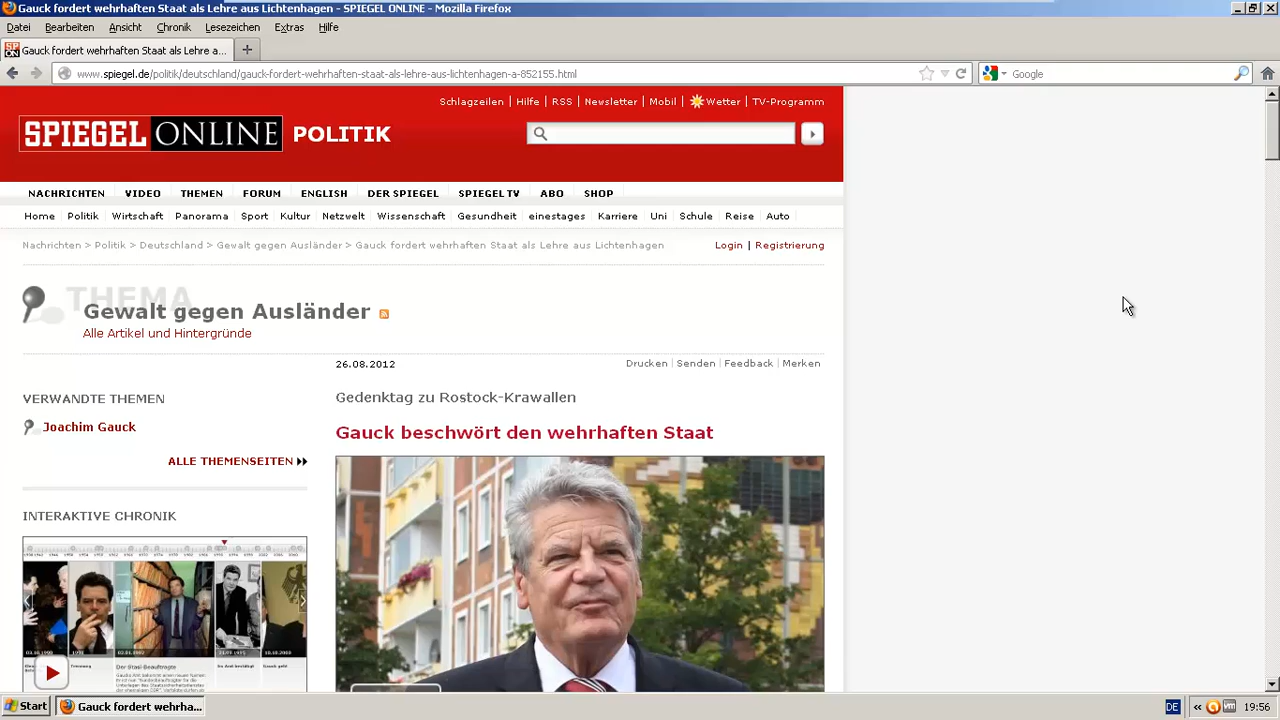 Gauck fordert wehrhaften Staat als Lehre aus Lichtenhagen - SPIEGEL ONLINE - Mozilla Firefox
Datei Bearbeiten Ansicht Chronik Lesezeichen Extras Hilfe
Gauck fordert wehrhaften Staat als Lehre a...
www.spiegel.de/politik/deutschland/gauck-fordert-wehrhaften-staat-als-lehre-aus-lichtenhagen-a-852155.html
Google
Schlagzeilen | Hilfe | RSS | Newsletter | Mobil | Wetter | TV-Programm
SPIEGEL ONLINE POLITIK
NACHRICHTEN VIDEO THEMEN FORUM ENGLISH DER SPIEGEL SPIEGEL TV ABO SHOP
Home Politik Wirtschaft Panorama Sport Kultur Netzwelt Wissenschaft Gesundheit einestages Karriere Uni Schule Reise Auto
Nachrichten > Politik > Deutschland > Gewalt gegen Ausländer > Gauck fordert wehrhaften Staat als Lehre aus Lichtenhagen
Login | Registrierung
THEMA
Gewalt gegen Ausländer
Alle Artikel und Hintergründe
26.08.2012
Drucken | Senden | Feedback | Merken
VERWANDTE THEMEN
Joachim Gauck
ALLE THEMENSEITEN
INTERAKTIVE CHRONIK
Der Stasi Beauftragte
Gedenktag zu Rostock-Krawallen
Gauck beschwört den wehrhaften Staat
Start
Gauck fordert wehrha...
DE
19:56